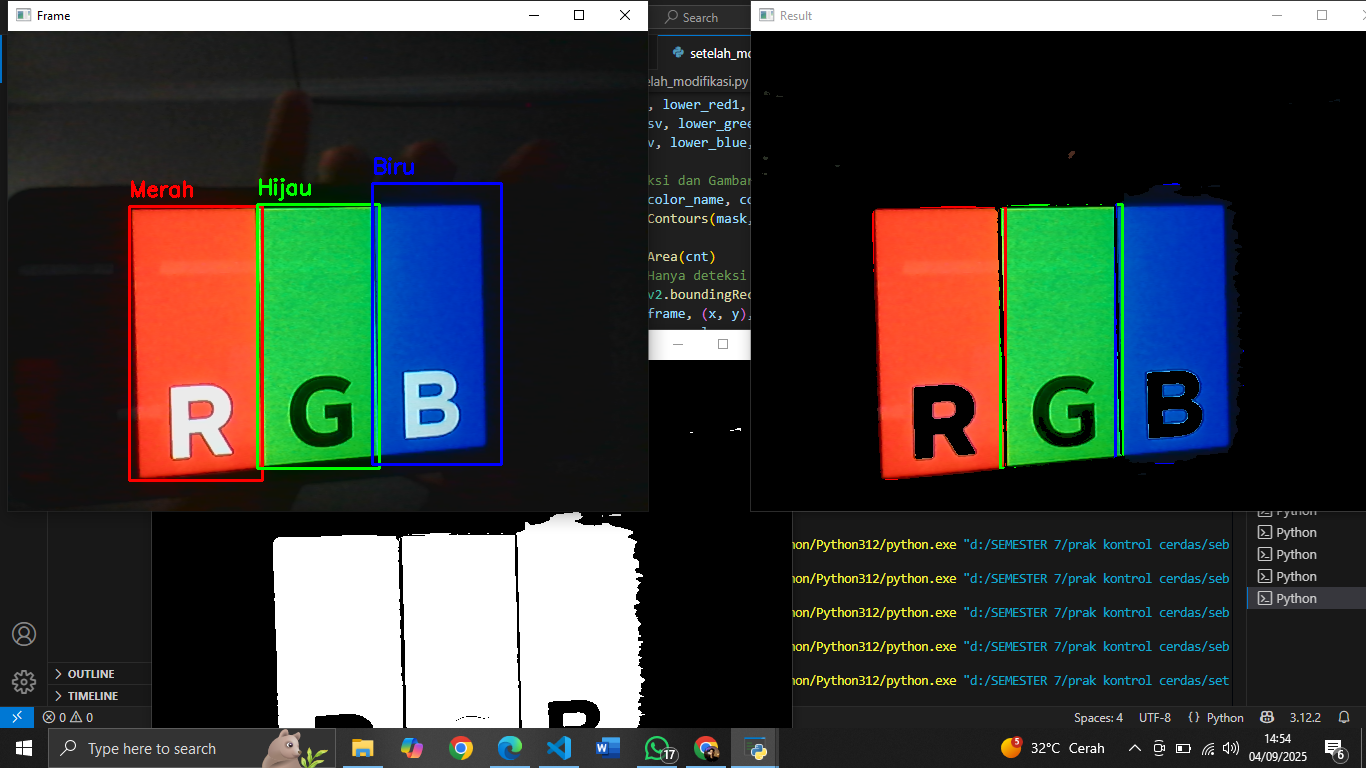 Frame
Search
Result
setelah_mo
elah_modifikasi.py
, lower_red1,
sv, lower_gree
v, lower_blue,
ksi dan Gambar
color_name, co
Contours(mask,
Area(cnt)
Hanya deteksi
v2.boundingRec
frame, (x, y),
Merah
Hijau
Biru
R G B
R G B
Python
hon/Python312/python.exe "d:/SEMESTER 7/prak kontrol cerdas/seb
Python
hon/Python312/python.exe "d:/SEMESTER 7/prak kontrol cerdas/seb
Python
hon/Python312/python.exe "d:/SEMESTER 7/prak kontrol cerdas/seb
Python
hon/Python312/python.exe "d:/SEMESTER 7/prak kontrol cerdas/seb
Python
hon/Python312/python.exe "d:/SEMESTER 7/prak kontrol cerdas/set
OUTLINE
TIMELINE
0 0
Spaces: 4 UTF-8 {} Python 3.12.2
Type here to search
17
5
32°C Cerah
14:54
04/09/2025
6